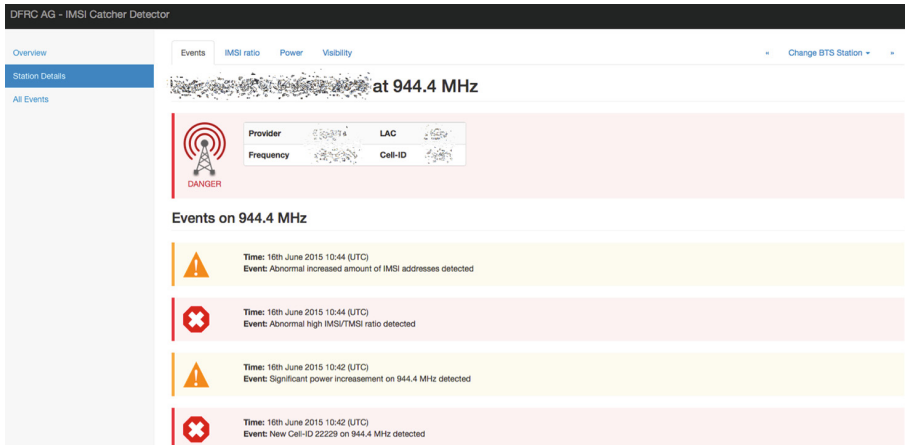 DFRC AG - IMSI Catcher Detector
Overview
Station Details
All Events
Events IMSI ratio Power Visibility « Change BTS Station »
at 944.4 MHz
Provider LAC
Frequency Cell-ID
DANGER
Events on 944.4 MHz
Time: 16th June 2015 10:44 (UTC)
Event: Abnormal increased amount of IMSI addresses detected
Time: 16th June 2015 10:44 (UTC)
Event: Abnormal high IMSI/TMSI ratio detected
Time: 16th June 2015 10:42 (UTC)
Event: Significant power increasement on 944.4 MHz detected
Time: 16th June 2015 10:42 (UTC)
Event: New Cell-ID 22229 on 944.4 MHz detected